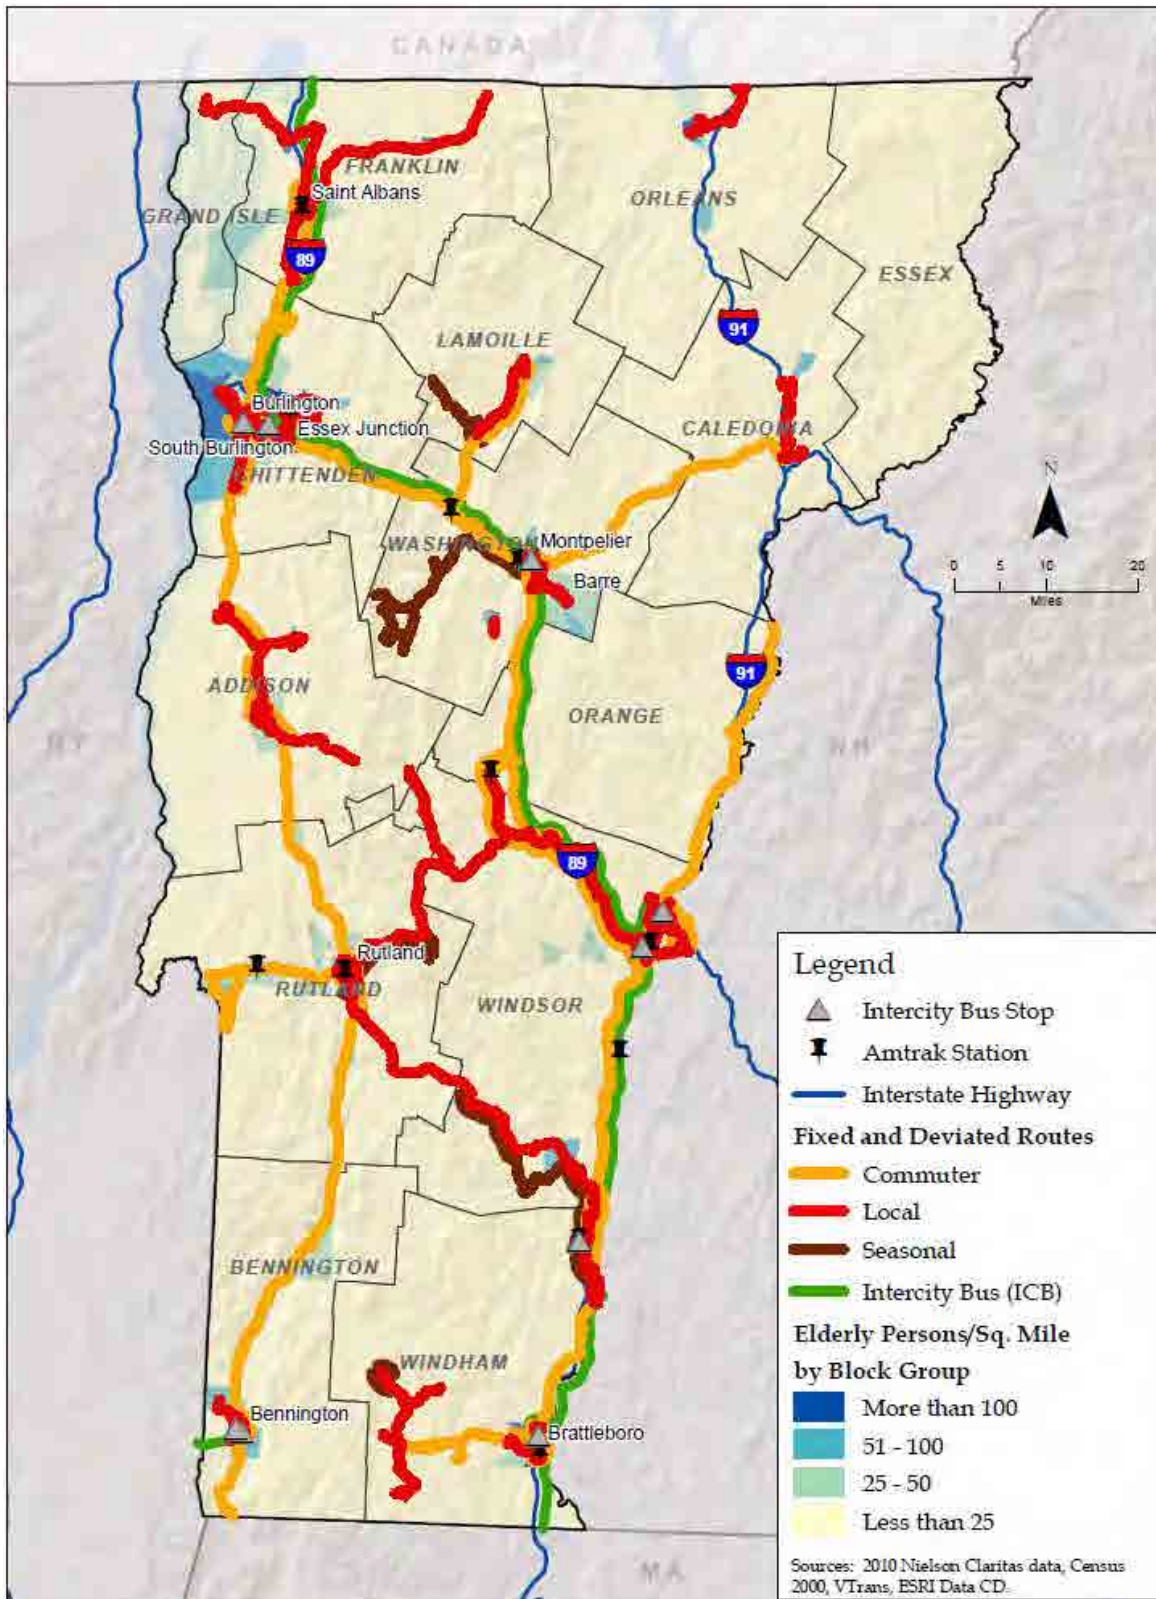 CANADA
FRANKLIN
Saint Albans
ORLEANS
GRAND ISLE
89
ESSEX
91
LAMOILLE
Burlington
Essex Junction
CALEDONIA
South Burlington
CHITTENDEN
N
WASHINGTON
Montpelier
Barre
0 5 10 20
Miles
91
ADDISON
ORANGE
NY
NH
89
Rutland
RUTLAND
WINDSOR
BENNINGTON
WINDHAM
Bennington
Brattleboro
MA
Legend
Intercity Bus Stop
Amtrak Station
Interstate Highway
Fixed and Deviated Routes
Commuter
Local
Seasonal
Intercity Bus (ICB)
Elderly Persons/Sq. Mile
by Block Group
More than 100
51 - 100
25 - 50
Less than 25
Sources: 2010 Nielson Claritas data, Census
2000, VTrans, ESRI Data CD.